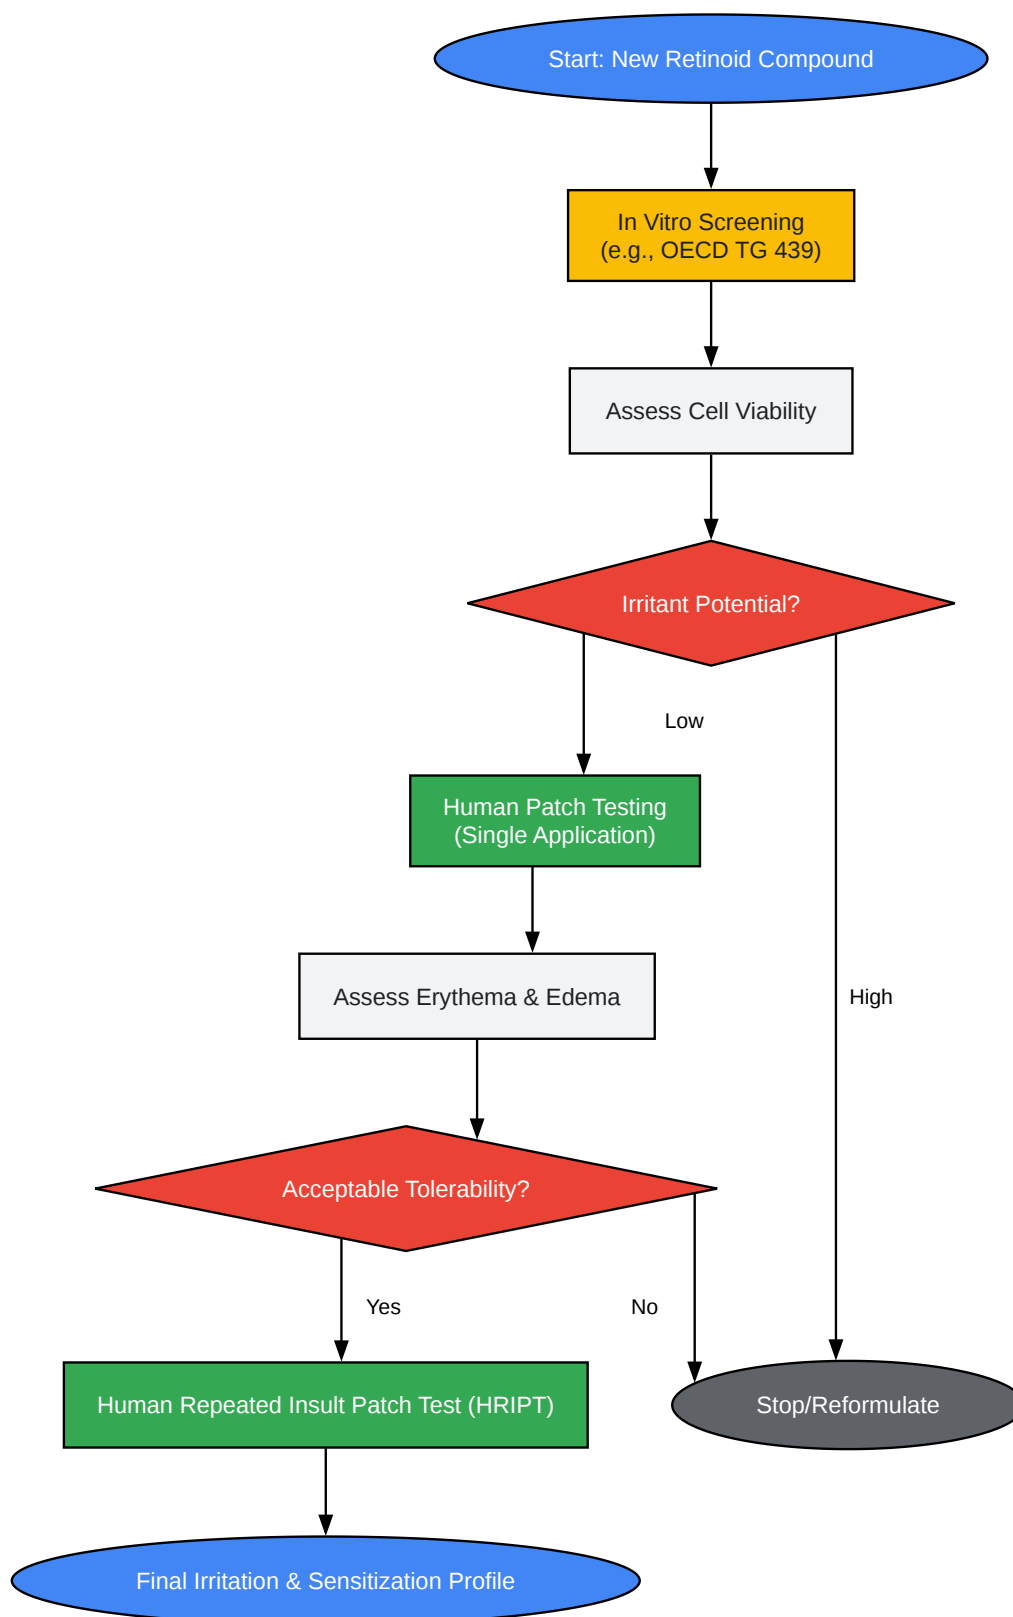 Start: New Retinoid Compound
In Vitro Screening
(e.g., OECD TG 439)
Assess Cell Viability
Irritant Potential?
Low
Human Patch Testing
(Single Application)
Assess Erythema & Edema
High
Acceptable Tolerability?
Yes
No
Human Repeated Insult Patch Test (HRIPT)
Stop/Reformulate
Final Irritation & Sensitization Profile